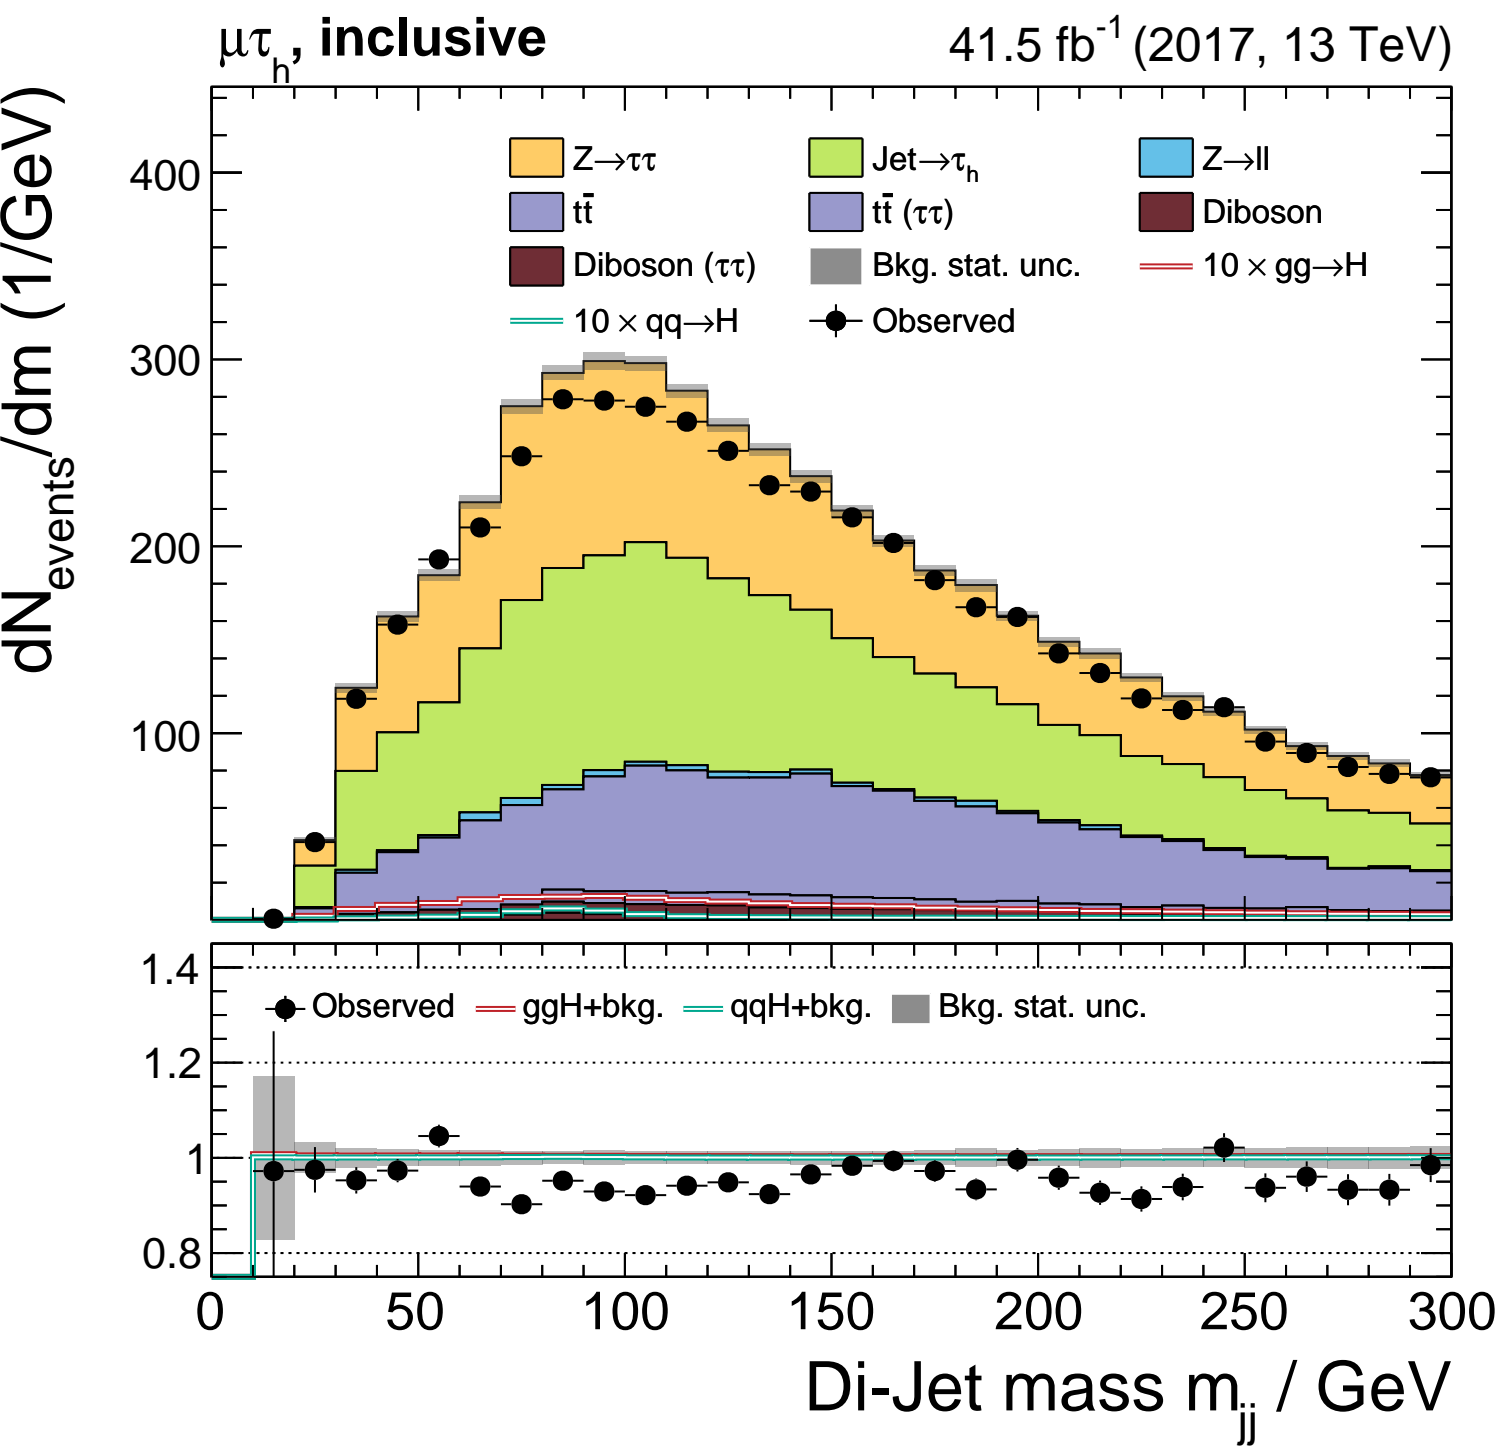 μτh, inclusive 41.5 fb-1 (2017, 13 TeV)
dNevents/dm (1/GeV)
400
300
200
100
Z→ττ Jet→τh Z→ll
tt̄ tt̄ (ττ) Diboson
Diboson (ττ) Bkg. stat. unc. 10 × gg→H
10 × qq→H Observed
1.4
1.2
1
0.8
Observed ggH+bkg. qqH+bkg. Bkg. stat. unc.
0 50 100 150 200 250 300
Di-Jet mass mjj / GeV